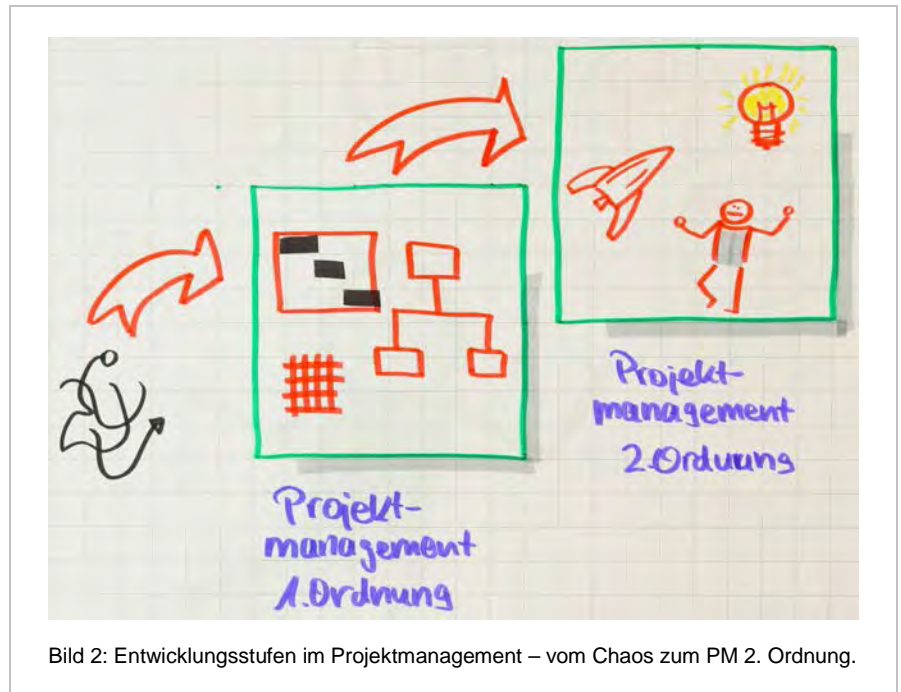 Projekt-
management
2. Ordnung
Projekt-
management
1. Ordnung
Bild 2: Entwicklungsstufen im Projektmanagement – vom Chaos zum PM 2. Ordnung.